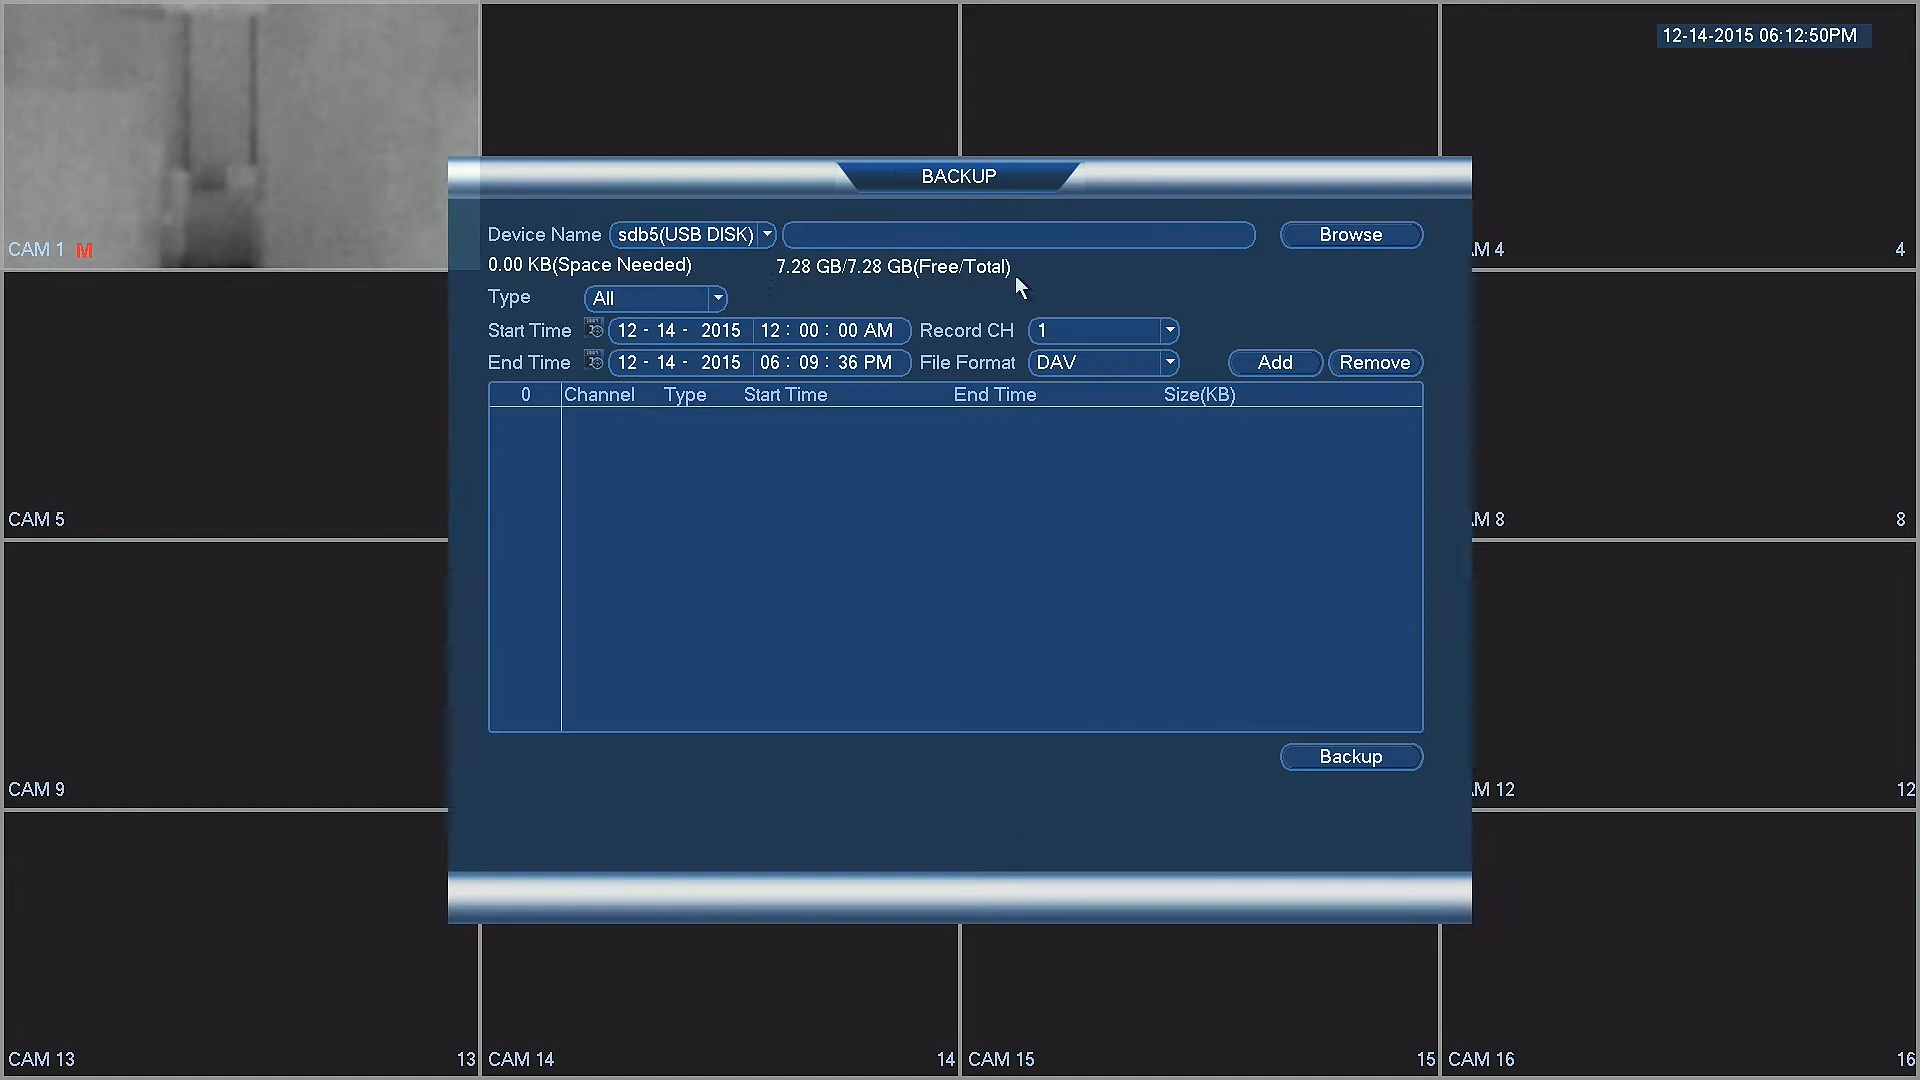 12-14-2015 06:12:50PM
BACKUP
Device Name sdb5(USB DISK) Browse
0.00 KB(Space Needed) 7.28 GB/7.28 GB(Free/Total)
Type All
Start Time 12 - 14 - 2015 12 : 00 : 00 AM Record CH 1
End Time 12 - 14 - 2015 06 : 09 : 36 PM File Format DAV Add Remove
0 Channel Type Start Time End Time Size(KB)
Backup
CAM 1 M
M 4 4
CAM 5
M 8 8
CAM 9
M 12 12
CAM 13 13 CAM 14 14 CAM 15 15 CAM 16 16